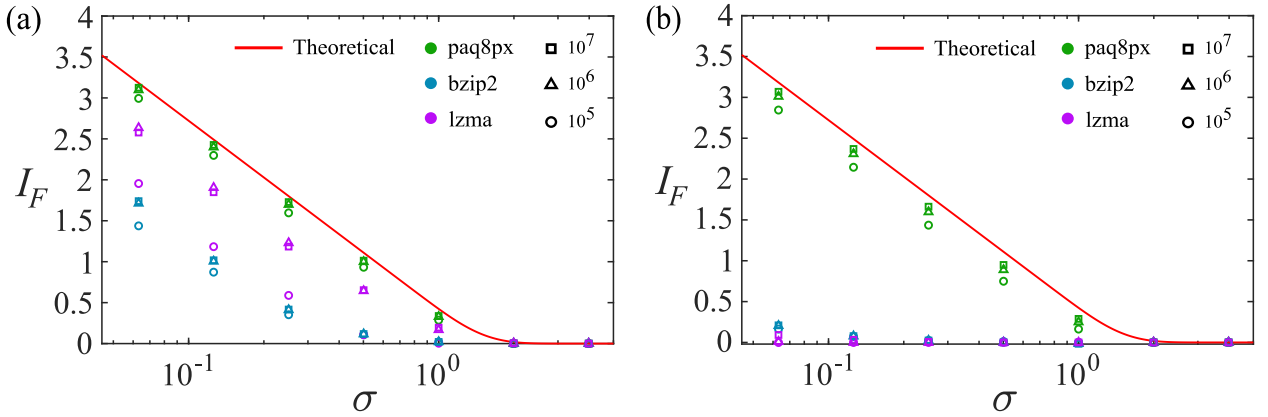 (a)
4
3.5
3
2.5
2
1.5
1
0.5
0
I_F
10^-1
10^0
σ
Theoretical
paq8px
bzip2
lzma
10^7
10^6
10^5
(b)
4
3.5
3
2.5
2
1.5
1
0.5
0
I_F
10^-1
10^0
σ
Theoretical
paq8px
bzip2
lzma
10^7
10^6
10^5